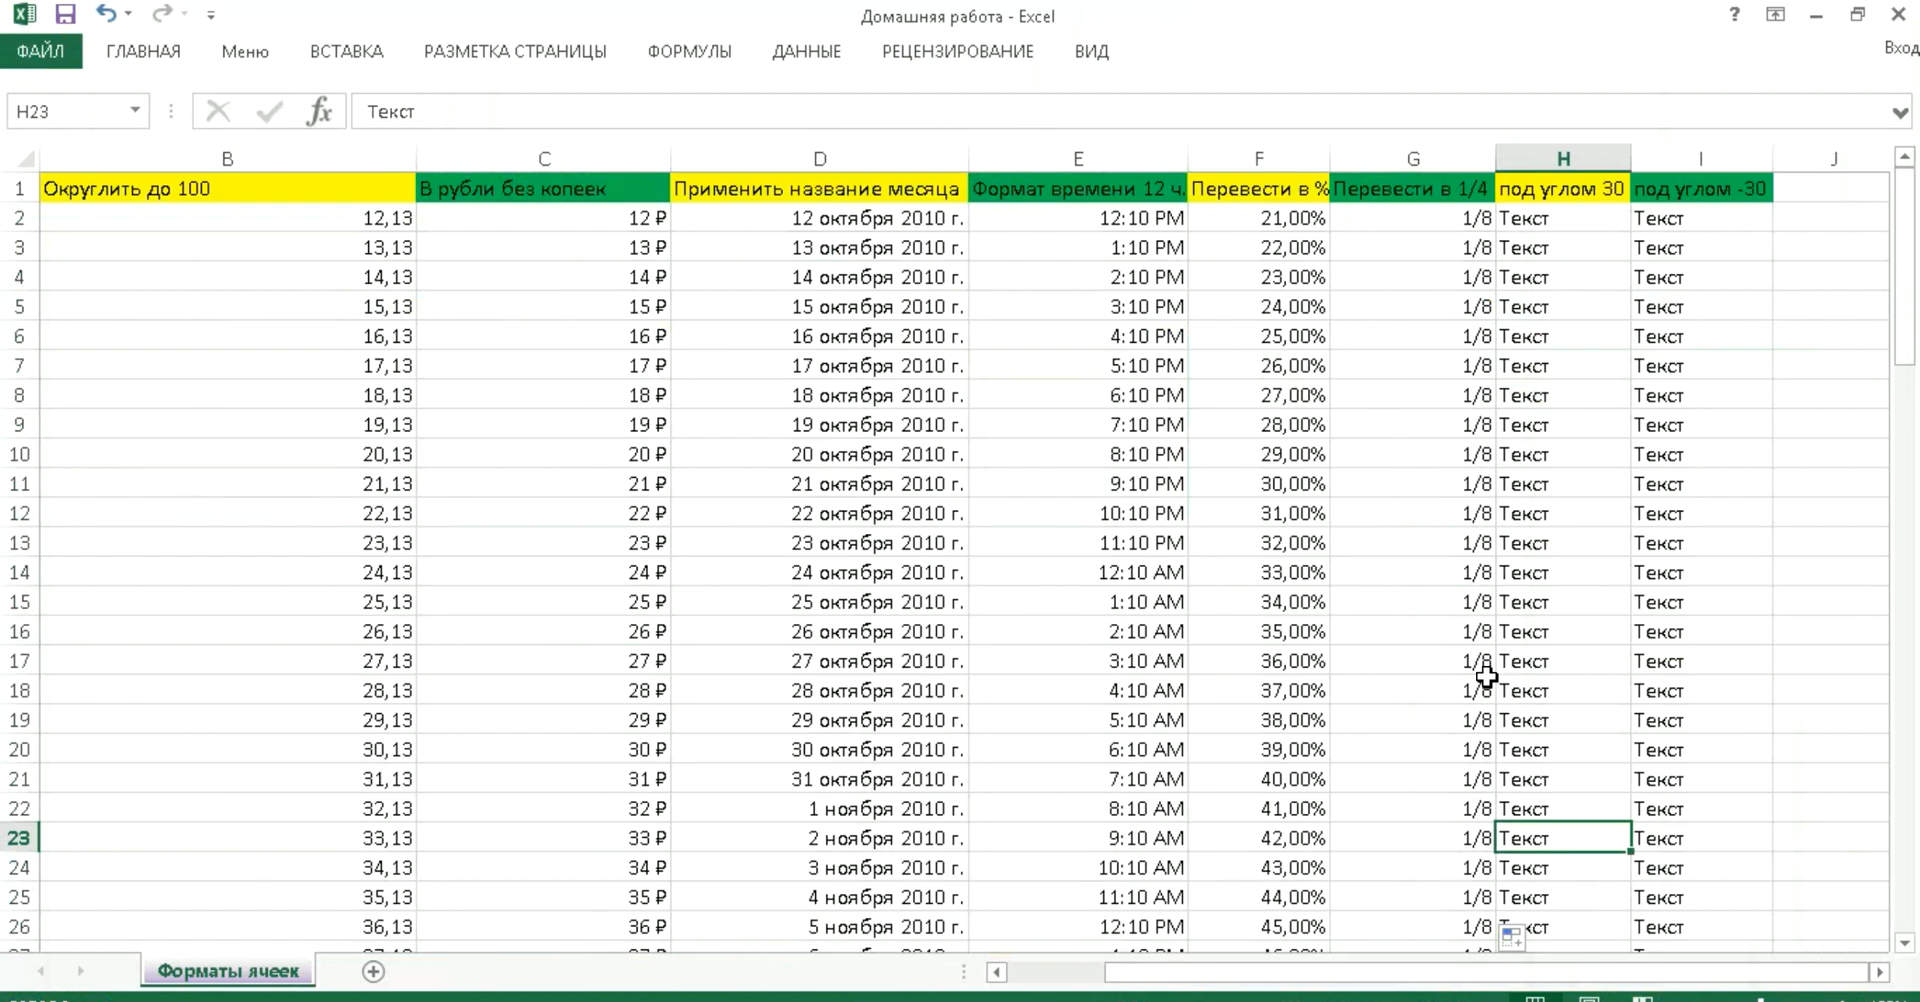 Домашняя работа - Excel
?
ФАЙЛ ГЛАВНАЯ Меню ВСТАВКА РАЗМЕТКА СТРАНИЦЫ ФОРМУЛЫ ДАННЫЕ РЕЦЕНЗИРОВАНИЕ ВИД Вход
H23 fx Текст
B C D E F G H I J
1 Округлить до 100 В рубли без копеек Применить название месяца Формат времени 12 ч. Перевести в % Перевести в 1/4 под углом 30 под углом -30
2 12,13 12 ₽ 12 октября 2010 г. 12:10 PM 21,00% 1/8 Текст Текст
3 13,13 13 ₽ 13 октября 2010 г. 1:10 PM 22,00% 1/8 Текст Текст
4 14,13 14 ₽ 14 октября 2010 г. 2:10 PM 23,00% 1/8 Текст Текст
5 15,13 15 ₽ 15 октября 2010 г. 3:10 PM 24,00% 1/8 Текст Текст
6 16,13 16 ₽ 16 октября 2010 г. 4:10 PM 25,00% 1/8 Текст Текст
7 17,13 17 ₽ 17 октября 2010 г. 5:10 PM 26,00% 1/8 Текст Текст
8 18,13 18 ₽ 18 октября 2010 г. 6:10 PM 27,00% 1/8 Текст Текст
9 19,13 19 ₽ 19 октября 2010 г. 7:10 PM 28,00% 1/8 Текст Текст
10 20,13 20 ₽ 20 октября 2010 г. 8:10 PM 29,00% 1/8 Текст Текст
11 21,13 21 ₽ 21 октября 2010 г. 9:10 PM 30,00% 1/8 Текст Текст
12 22,13 22 ₽ 22 октября 2010 г. 10:10 PM 31,00% 1/8 Текст Текст
13 23,13 23 ₽ 23 октября 2010 г. 11:10 PM 32,00% 1/8 Текст Текст
14 24,13 24 ₽ 24 октября 2010 г. 12:10 AM 33,00% 1/8 Текст Текст
15 25,13 25 ₽ 25 октября 2010 г. 1:10 AM 34,00% 1/8 Текст Текст
16 26,13 26 ₽ 26 октября 2010 г. 2:10 AM 35,00% 1/8 Текст Текст
17 27,13 27 ₽ 27 октября 2010 г. 3:10 AM 36,00% 1/8 Текст Текст
18 28,13 28 ₽ 28 октября 2010 г. 4:10 AM 37,00% 1/8 Текст Текст
19 29,13 29 ₽ 29 октября 2010 г. 5:10 AM 38,00% 1/8 Текст Текст
20 30,13 30 ₽ 30 октября 2010 г. 6:10 AM 39,00% 1/8 Текст Текст
21 31,13 31 ₽ 31 октября 2010 г. 7:10 AM 40,00% 1/8 Текст Текст
22 32,13 32 ₽ 1 ноября 2010 г. 8:10 AM 41,00% 1/8 Текст Текст
23 33,13 33 ₽ 2 ноября 2010 г. 9:10 AM 42,00% 1/8 Текст Текст
24 34,13 34 ₽ 3 ноября 2010 г. 10:10 AM 43,00% 1/8 Текст Текст
25 35,13 35 ₽ 4 ноября 2010 г. 11:10 AM 44,00% 1/8 Текст Текст
26 36,13 36 ₽ 5 ноября 2010 г. 12:10 PM 45,00% 1/8 кст Текст
Форматы ячеек